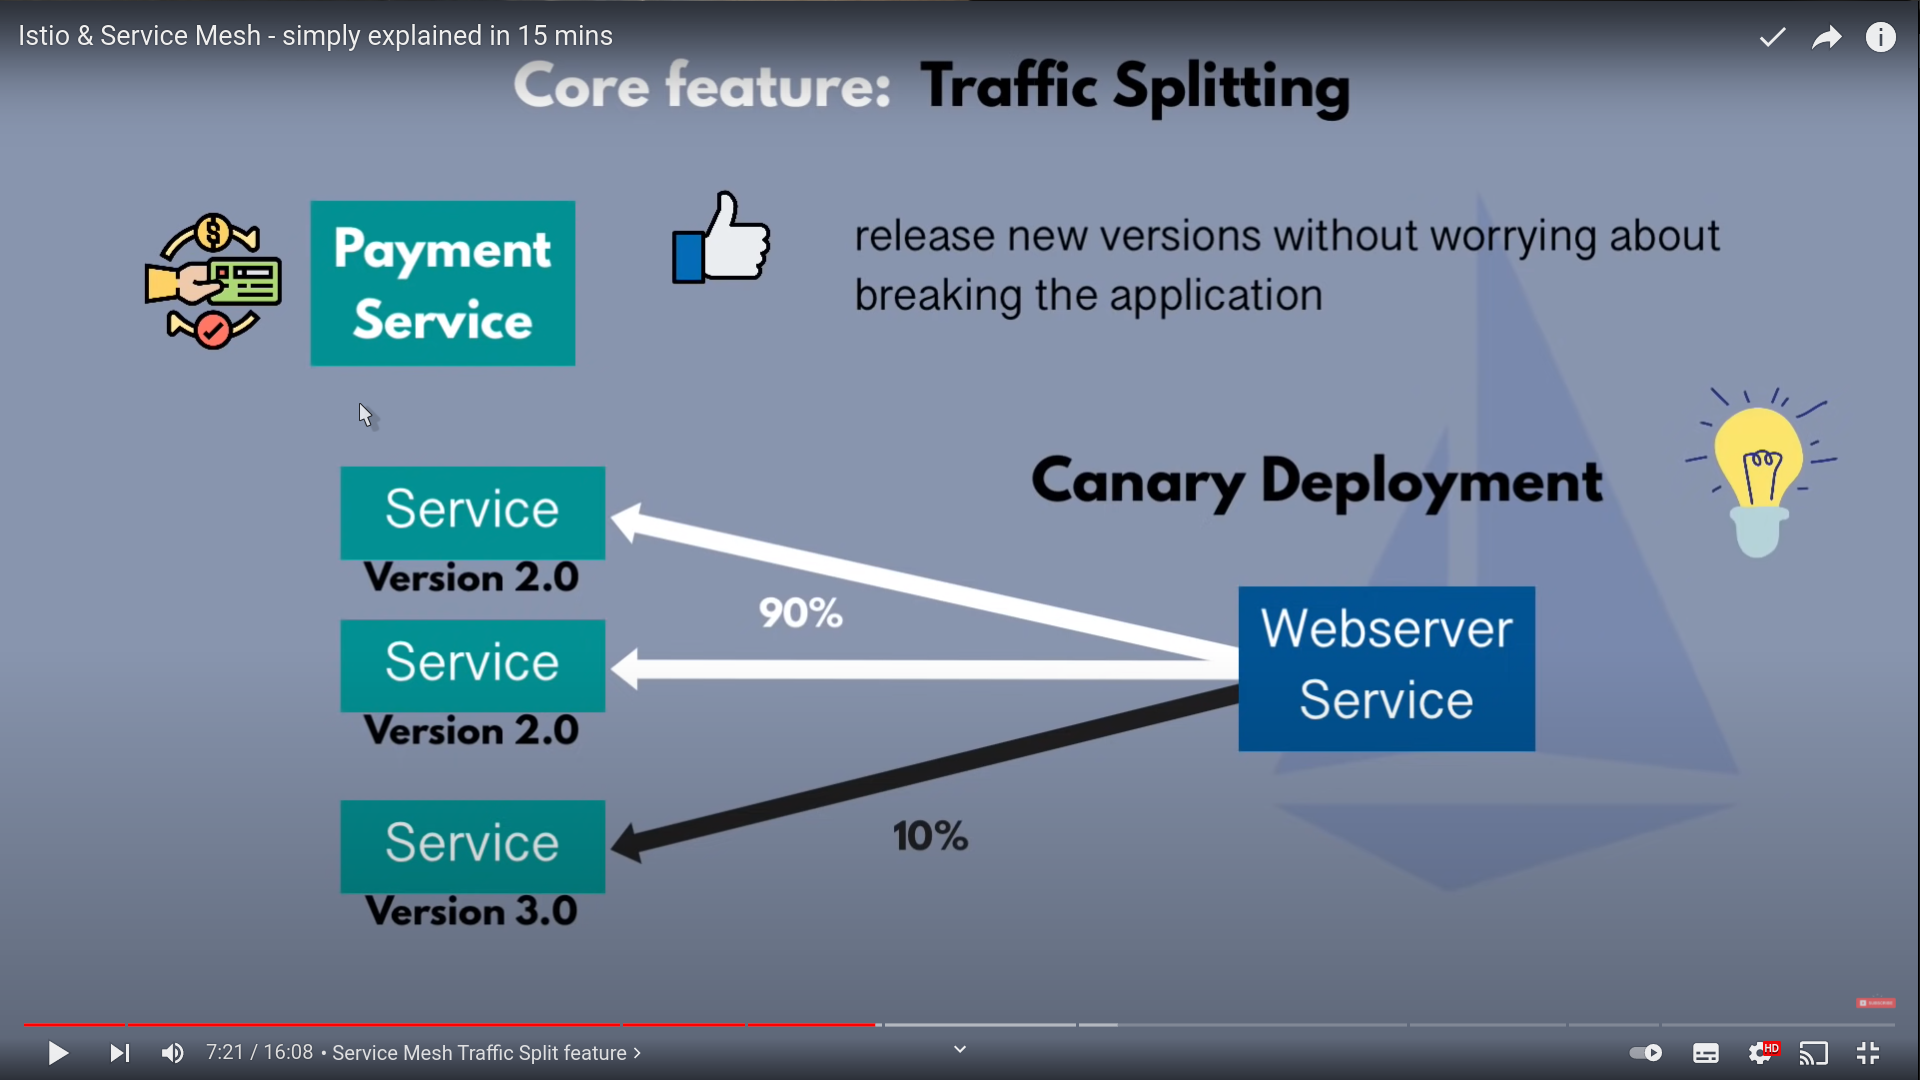 Istio & Service Mesh - simply explained in 15 mins
Core feature: Traffic Splitting
Payment
Service
release new versions without worrying about
breaking the application
Canary Deployment
Service
Version 2.0
90%
Service
Version 2.0
Webserver
Service
10%
Service
Version 3.0
SUBSCRIBE
7:21 / 16:08 • Service Mesh Traffic Split feature
HD